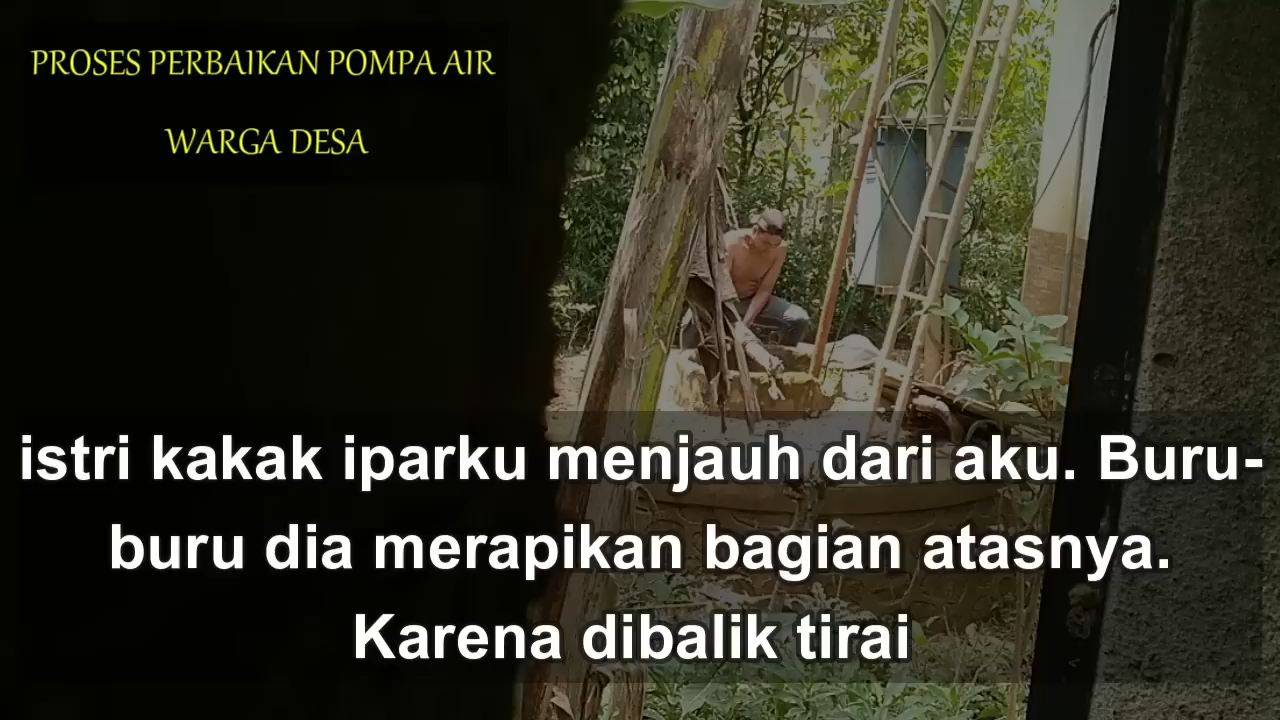 PROSES PERBAIKAN POMPA AIR
WARGA DESA
istri kakak iparku menjauh dari aku. Buru-
buru dia merapikan bagian atasnya.
Karena dibalik tirai